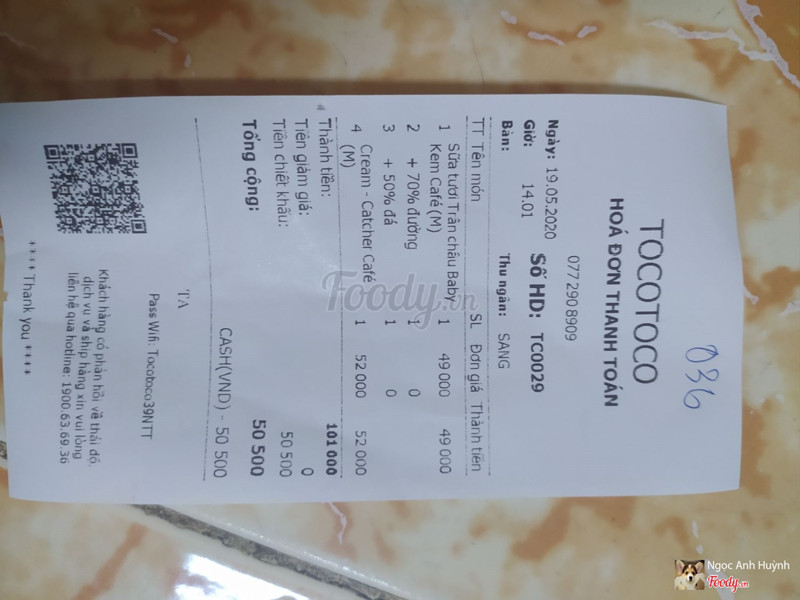 036
TOCOTOCO
HOÁ ĐƠN THANH TOÁN
0772908909
Ngày: 19.05.2020 Số HD: TC0029
Giờ: 14.01
Bàn: Thu ngân: SANG
TT Tên món SL Đơn giá Thành tiền
1 Sữa tươi Trân châu Baby 1 49 000 49 000
Kem Café (M)
2 + 70% đường 1 0
3 + 50% đá 1 0
4 Cream - Catcher Café 1 52 000 52 000
(M)
4
Thành tiền: 101 000
Tiền giảm giá: 0
Tiền chiết khấu: 50 500
Tổng cộng: 50 500
CASH(VND) - 50 500
TA
Pass Wifi: Tocotoco39NTT
Khách hàng có phản hồi về thái độ,
dịch vụ và ship hàng xin vui lòng
liên hệ qua hotline: 1900.63.69.36
**** Thank you ****
Foody.vn
Ngọc Anh Huỳnh
Foody.vn